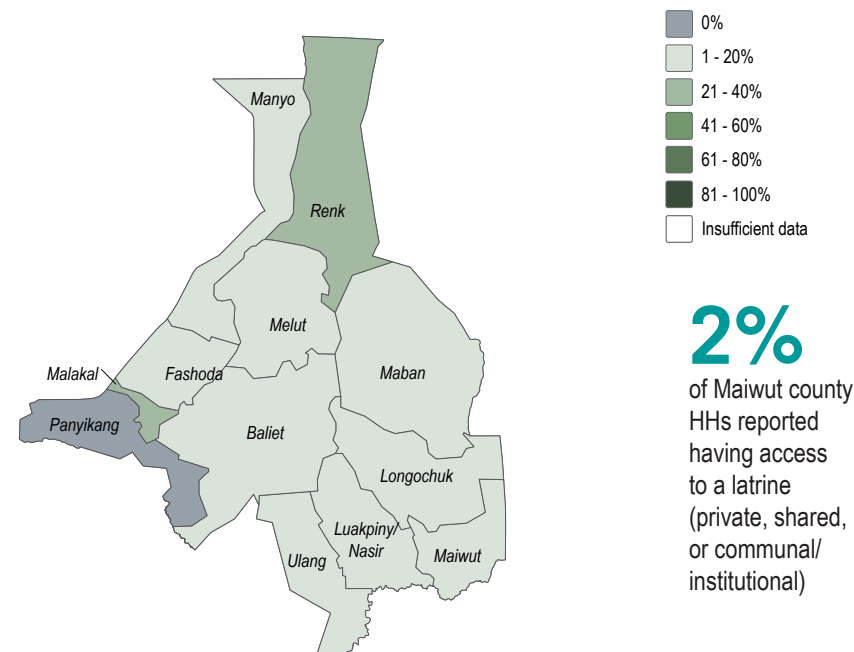 0%
1 - 20%
21 - 40%
41 - 60%
61 - 80%
81 - 100%
Insufficient data
Manyo
Renk
Melut
Malakal
Fashoda
Maban
Panyikang
Baliet
Longochuk
Luakpiny/
Nasir
Ulang
Maiwut
2%
of Maiwut county
HHs reported
having access
to a latrine
(private, shared,
or communal/
institutional)